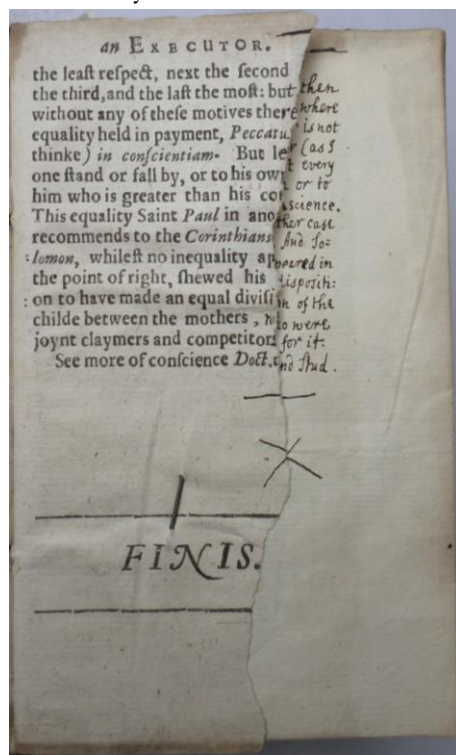 an EXECUTOR.
the leaſt reſpect, next the ſecond
the third, and the laſt the moſt: but then
without any of theſe motives there where
equality held in payment, Peccatu is not
thinke) in conſcientiam. But let (as I
one ſtand or fall by, or to his own every
him who is greater than his con or to ſcience.
This equality Saint Paul in another caſe
recommends to the Corinthians And So:
:lomon, whileſt no inequality appeared in
the point of right, ſhewed his diſpoſiti:
:on to have made an equal diviſion of the
childe between the mothers, who were
joynt claymers and competitors for it.
See more of conſcience Doct. and Stud.
FINIS.